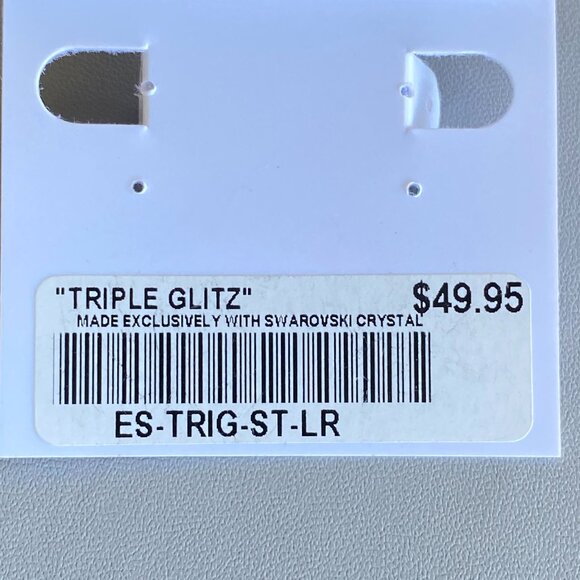 "TRIPLE GLITZ" $49.95
MADE EXCLUSIVELY WITH SWAROVSKI CRYSTAL
ES-TRIG-ST-LR